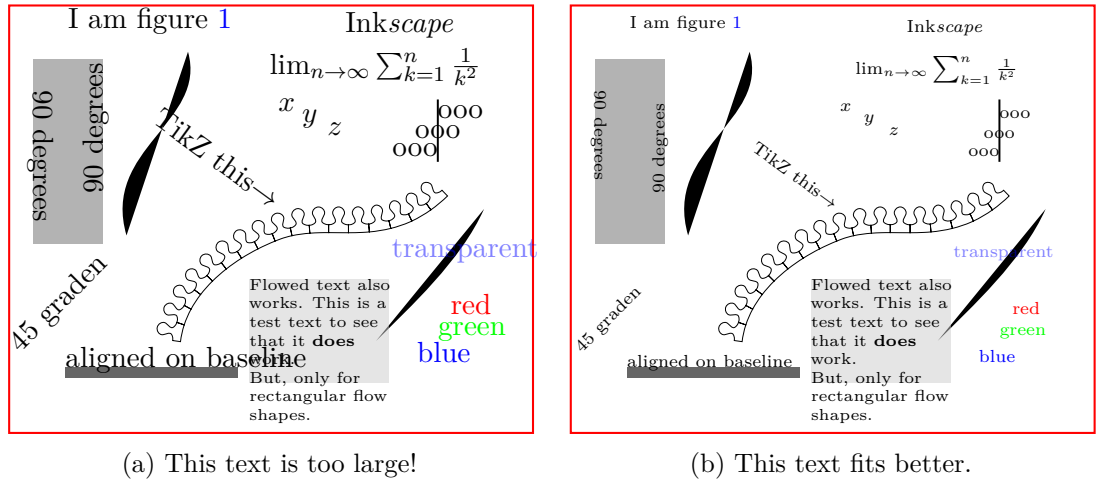 I am figure 1
Inkscape
lim_{n→∞} ∑_{k=1}^{n} \frac{1}{k^2}
90 degrees
90 degrees
x
y
z
ooo
ooo
ooo
TikZ this→
transparent
45 graden
Flowed text also
works. This is a
test text to see
that it does
work.
But, only for
rectangular flow
shapes.
red
green
blue
aligned on baseline
(a) This text is too large!
I am figure 1
Inkscape
lim_{n→∞} ∑_{k=1}^{n} \frac{1}{k^2}
90 degrees
90 degrees
x
y
z
ooo
ooo
ooo
TikZ this→
transparent
45 graden
Flowed text also
works. This is a
test text to see
that it does
work.
But, only for
rectangular flow
shapes.
red
green
blue
aligned on baseline
(b) This text fits better.